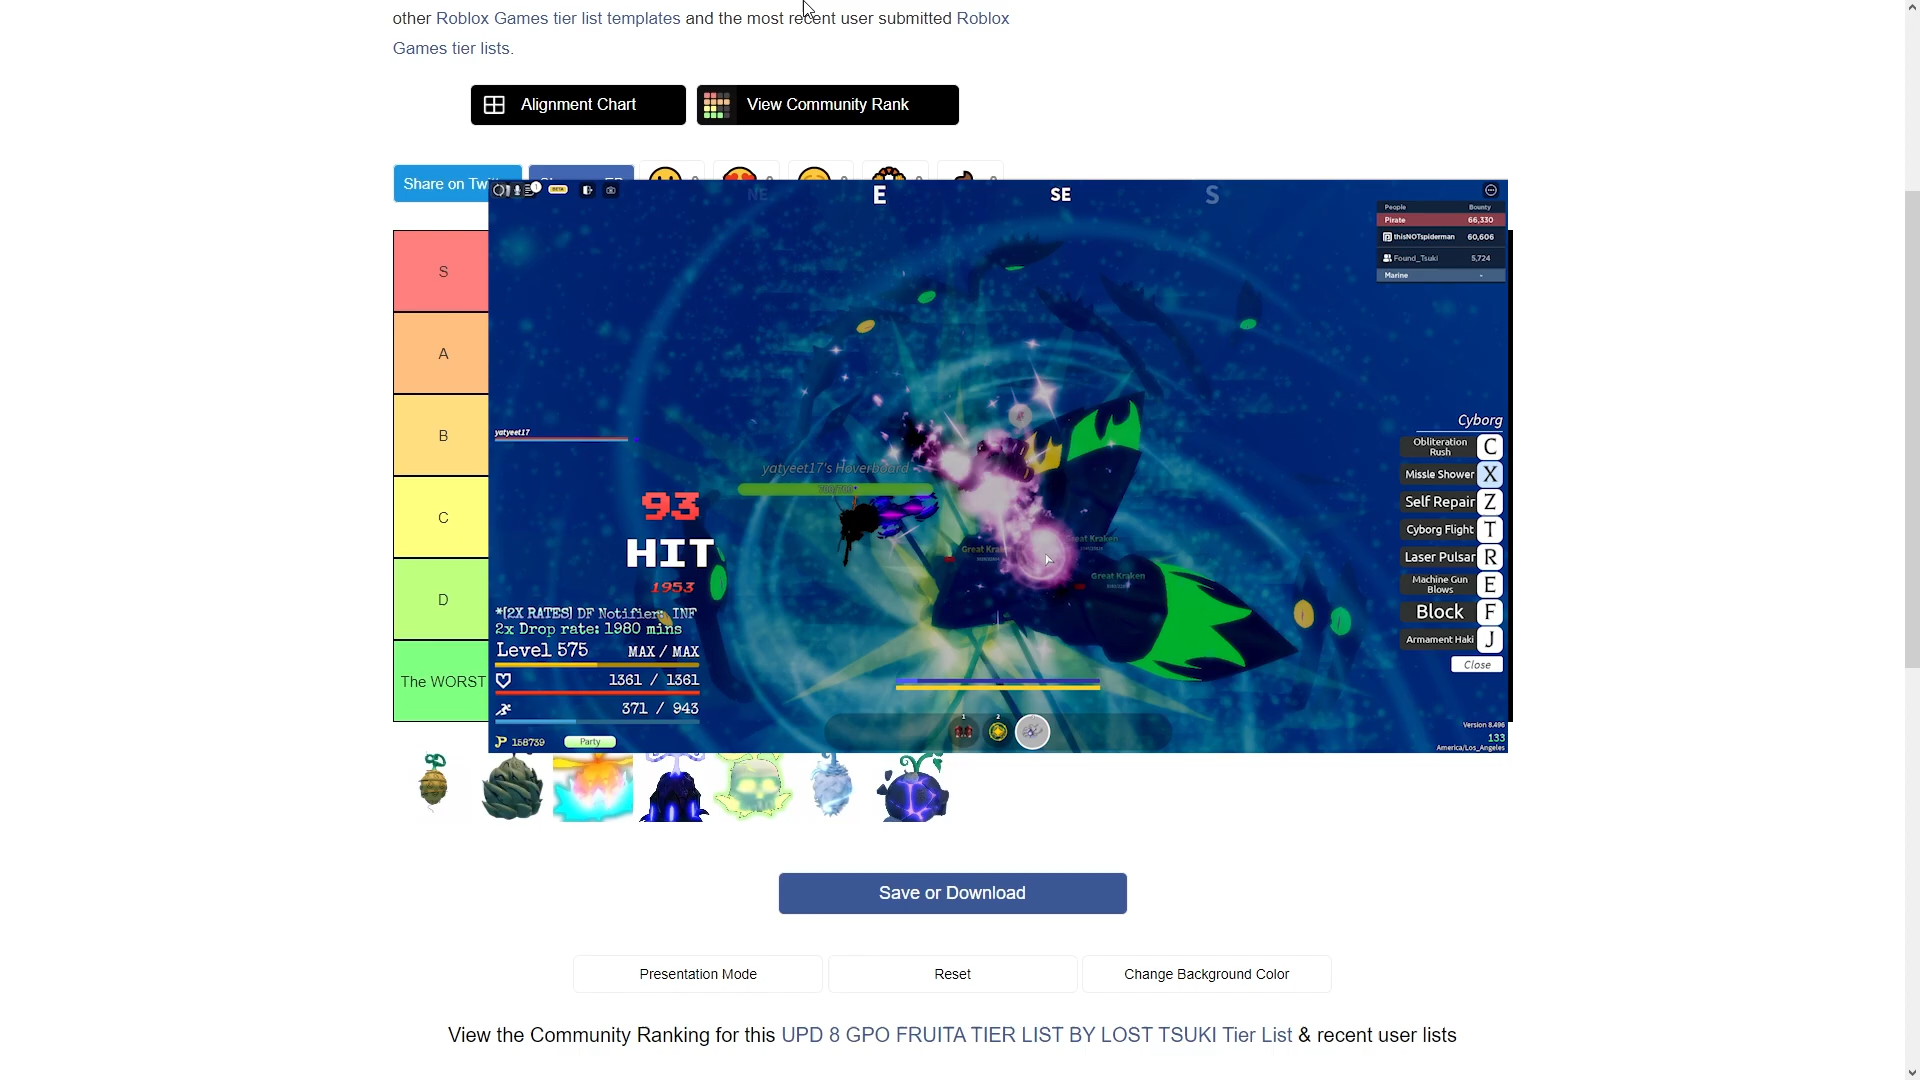 other Roblox Games tier list templates and the most recent user submitted Roblox
Games tier lists.
Alignment Chart
View Community Rank
Share on Tw
BETA
NE
E
SE
S
People Bounty
Pirate 66,330
thisNOTspiderman 60,606
Found_Tsuki 5,724
Marine -
S
A
B
C
D
The WORST
yatyeet17
yatyeet17's Hoverboard
93
HIT
1953
Great Kraken
Great Kraken
Great Kraken
*[2X RATES] DF Notifier: INF
2x Drop rate: 1980 mins
Level 575 MAX / MAX
1361 / 1361
371 / 943
158739
Party
1
2
Cyborg
Obliteration Rush C
Missle Shower X
Self Repair Z
Cyborg Flight T
Laser Pulsar R
Machine Gun Blows E
Block F
Armament Haki J
Close
Version 8.496
133
America/Los_Angeles
Save or Download
Presentation Mode
Reset
Change Background Color
View the Community Ranking for this UPD 8 GPO FRUITA TIER LIST BY LOST TSUKI Tier List & recent user lists